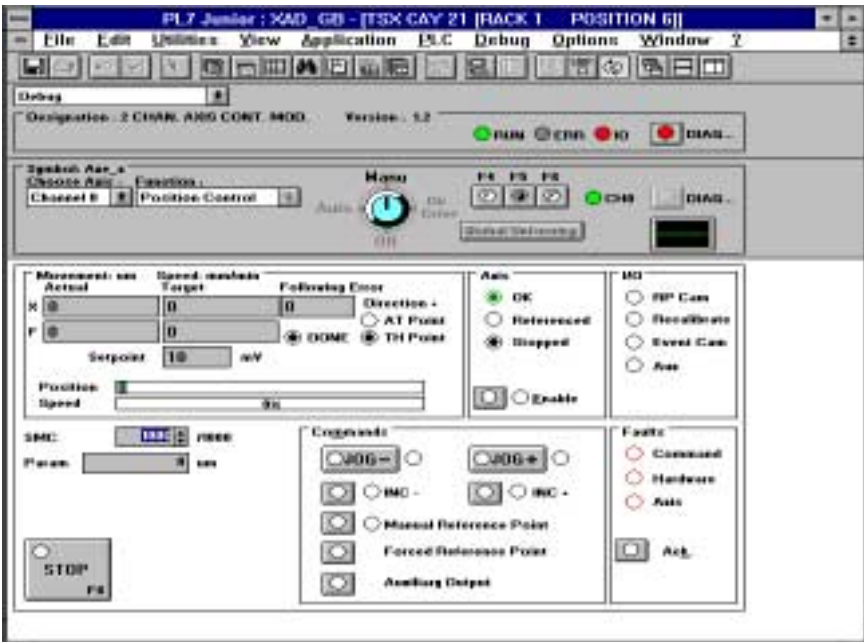 PL7 Junior : XAD_GB - [TSX CAY 21 [RACK 1 POSITION 6]]
File Edit Utilities View Application PLC Debug Options Window ?
Debug
Designation : 2 CHAN. AXIS CONT. MOD. Version : 1.2
RUN ERR IO DIAG...
Symbol: Axe_x
Choose Axis : Function :
Channel 0 Position Control
Manu
Auto
Off
Dir Drive
F4 F5 F6
CH0 DIAG...
Global Unforcing
Movement: um Speed: mm/min
Actual Target Following Error
X 0 0 0
F 0 0
Direction +
AT Point
DONE TH Point
Setpoint 10 mV
Position
Speed 0%
Axis
OK
Referenced
Stopped
Enable
I/O
RP Cam
Recalibrate
Event Cam
Aux
SMC: 1000 /1000
Param 0 um
STOP
F8
Commands
JOG - JOG +
INC - INC +
Manual Reference Point
Forced Reference Point
Auxiliary Output
Faults
Command
Hardware
Axis
Ack.